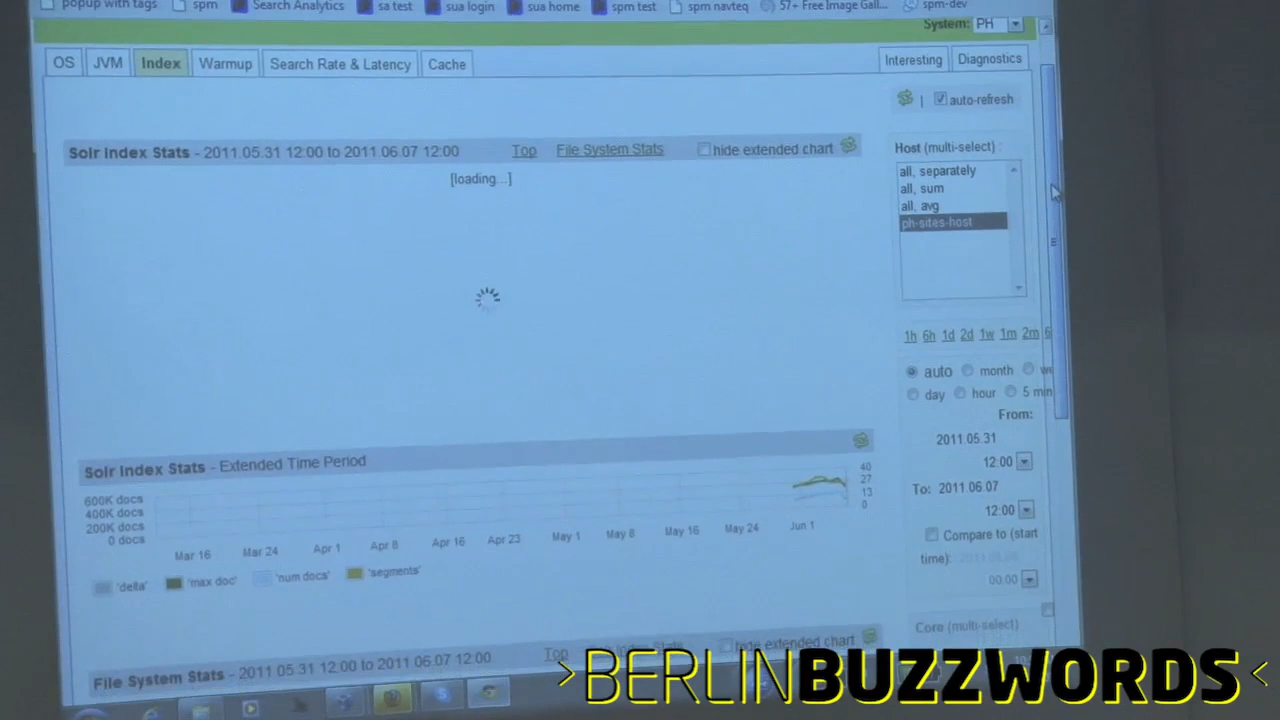 popup with tags spm Search Analytics sa test sua login sua home spm test spm navteq 57+ Free Image Gall... spm-dev
System: PH
OS JVM Index Warmup Search Rate & Latency Cache Interesting Diagnostics
| auto-refresh
Solr Index Stats - 2011.05.31 12:00 to 2011.06.07 12:00 Top File System Stats hide extended chart
[loading...]
Host (multi-select) :
all, separately
all, sum
all, avg
ph-sites-host
1h 6h 1d 2d 1w 1m 2m 6
auto month we
day hour 5 min
From:
2011.05.31
12:00
To: 2011.06.07
12:00
Compare to (start
time):
00:00
Core (multi-select)
Solr Index Stats - Extended Time Period
600K docs
400K docs
200K docs
0 docs
40
27
13
0
Mar 16 Mar 24 Apr 1 Apr 8 Apr 16 Apr 23 May 1 May 8 May 16 May 24 Jun 1
'delta' 'max doc' 'num docs' 'segments'
File System Stats - 2011.05.31 12:00 to 2011.06.07 12:00 Top hide extended chart
>BERLINBUZZWORDS<